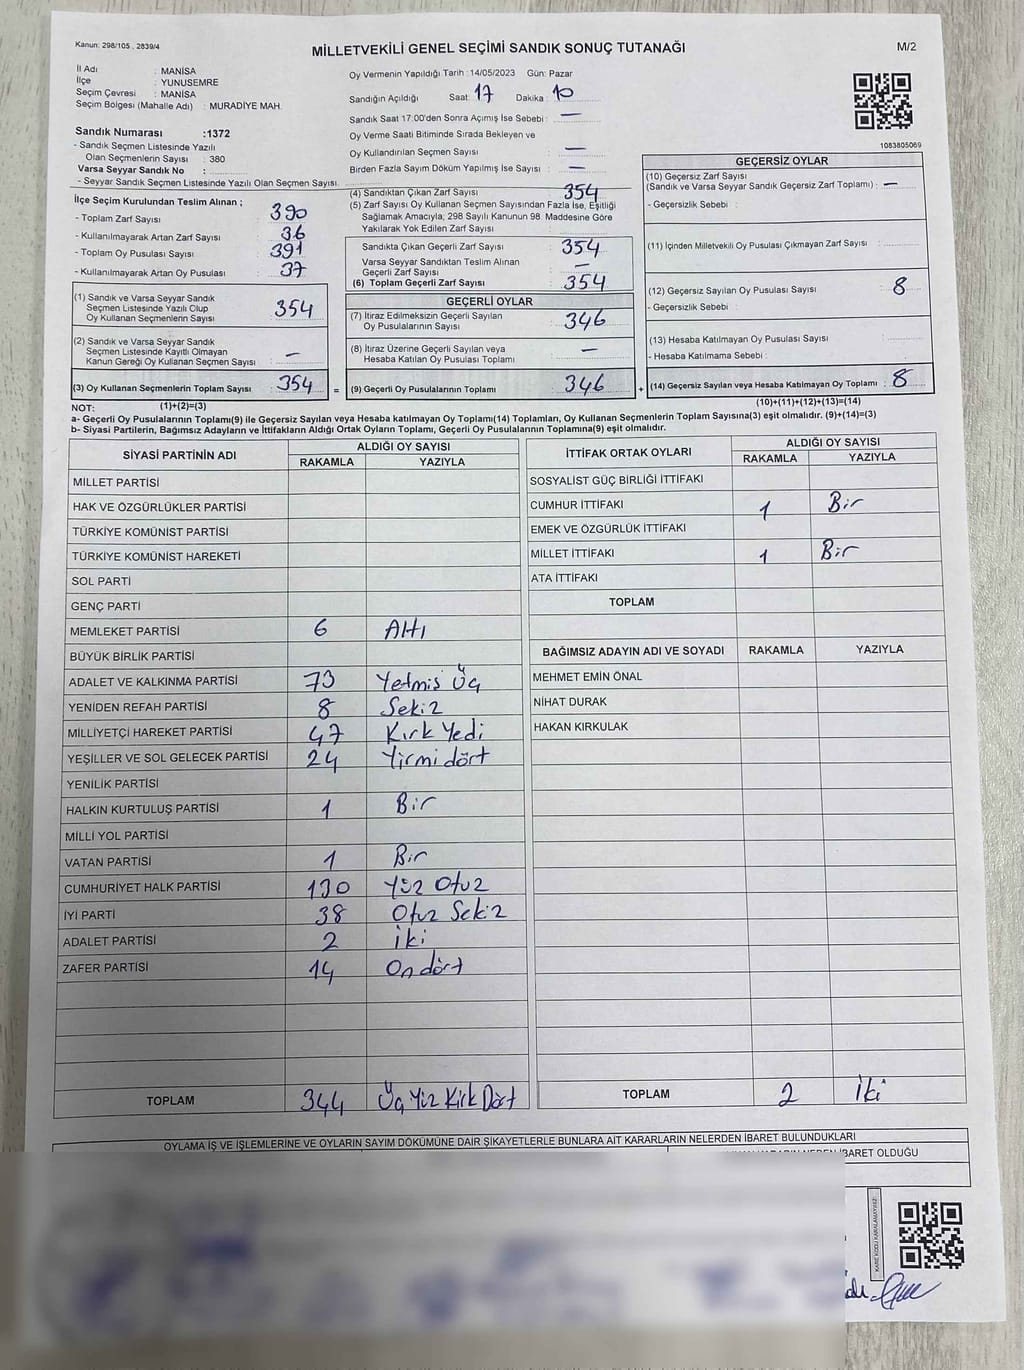 Kanun: 298/105 , 2839/4
MİLLETVEKİLİ GENEL SEÇİMİ SANDIK SONUÇ TUTANAĞI
M/2
İl Adı : MANİSA
İlçe : YUNUSEMRE
Seçim Çevresi : MANİSA
Seçim Bölgesi (Mahalle Adı) : MURADİYE MAH.
Sandık Numarası :1372
- Sandık Seçmen Listesinde Yazılı
Olan Seçmenlerin Sayısı : 380
Varsa Seyyar Sandık No :
- Seyyar Sandık Seçmen Listesinde Yazılı Olan Seçmen Sayısı
İlçe Seçim Kurulundan Teslim Alınan ;
- Toplam Zarf Sayısı : 390
- Kullanılmayarak Artan Zarf Sayısı : 36
- Toplam Oy Pusulası Sayısı : 391
- Kullanılmayarak Artan Oy Pusulası : 37
(1) Sandık ve Varsa Seyyar Sandık
Seçmen Listesinde Yazılı Olup
Oy Kullanan Seçmenlerin Sayısı : 354
(2) Sandık ve Varsa Seyyar Sandık
Seçmen Listesinde Kayıtlı Olmayan
Kanun Gereği Oy Kullanan Seçmen Sayısı : —
(3) Oy Kullanan Seçmenlerin Toplam Sayısı : 354
Oy Vermenin Yapıldığı Tarih :14/05/2023 Gün: Pazar
Sandığın Açıldığı Saat: 17 Dakika : 10
Sandık Saat 17:00'den Sonra Açımış İse Sebebi : —
Oy Verme Saati Bitiminde Sırada Bekleyen ve
Oy Kullandırılan Seçmen Sayısı : —
Birden Fazla Sayım Döküm Yapılmış İse Sayısı : —
(4) Sandıktan Çıkan Zarf Sayısı : 354
(5) Zarf Sayısı Oy Kullanan Seçmen Sayısından Fazla İse, Eşitliği
Sağlamak Amacıyla; 298 Sayılı Kanunun 98. Maddesine Göre
Yakılarak Yok Edilen Zarf Sayısı :
Sandıkta Çıkan Geçerli Zarf Sayısı : 354
Varsa Seyyar Sandıktan Teslim Alınan
Geçerli Zarf Sayısı : —
(6) Toplam Geçerli Zarf Sayısı : 354
GEÇERLİ OYLAR
(7) İtiraz Edilmeksizin Geçerli Sayılan
Oy Pusulalarının Sayısı : 346
(8) İtiraz Üzerine Geçerli Sayılan veya
Hesaba Katılan Oy Pusulası Toplamı : —
= (9) Geçerli Oy Pusulalarının Toplamı : 346
1083805069
GEÇERSİZ OYLAR
(10) Geçersiz Zarf Sayısı
(Sandık ve Varsa Seyyar Sandık Geçersiz Zarf Toplamı) : —
- Geçersizlik Sebebi :
(11) İçinden Milletvekili Oy Pusulası Çıkmayan Zarf Sayısı :
(12) Geçersiz Sayılan Oy Pusulası Sayısı : 8
- Geçersizlik Sebebi :
(13) Hesaba Katılmayan Oy Pusulası Sayısı :
- Hesaba Katılmama Sebebi :
+ (14) Geçersiz Sayılan veya Hesaba Katılmayan Oy Toplamı : 8
NOT: (1)+(2)=(3)
(10)+(11)+(12)+(13)=(14)
a- Geçerli Oy Pusulalarının Toplamı(9) ile Geçersiz Sayılan veya Hesaba katılmayan Oy Toplamı(14) Toplamları, Oy Kullanan Seçmenlerin Toplam Sayısına(3) eşit olmalıdır. (9)+(14)=(3)
b- Siyasi Partilerin, Bağımsız Adayların ve İttifakların Aldığı Ortak Oyların Toplamı, Geçerli Oy Pusulalarının Toplamına(9) eşit olmalıdır.
SİYASİ PARTİNİN ADI ALDIĞI OY SAYISI
RAKAMLA YAZIYLA
MİLLET PARTİSİ
HAK VE ÖZGÜRLÜKLER PARTİSİ
TÜRKİYE KOMÜNİST PARTİSİ
TÜRKİYE KOMÜNİST HAREKETİ
SOL PARTİ
GENÇ PARTİ
MEMLEKET PARTİSİ 6 Altı
BÜYÜK BİRLİK PARTİSİ
ADALET VE KALKINMA PARTİSİ 73 Yetmiş Üç
YENİDEN REFAH PARTİSİ 8 Sekiz
MİLLİYETÇİ HAREKET PARTİSİ 47 Kırk Yedi
YEŞİLLER VE SOL GELECEK PARTİSİ 24 Yirmi dört
YENİLİK PARTİSİ
HALKIN KURTULUŞ PARTİSİ 1 Bir
MİLLİ YOL PARTİSİ
VATAN PARTİSİ 1 Bir
CUMHURİYET HALK PARTİSİ 130 Yüz Otuz
İYİ PARTİ 38 Otuz Sekiz
ADALET PARTİSİ 2 İki
ZAFER PARTİSİ 14 On dört
TOPLAM 344 Üç Yüz Kırk Dört
İTTİFAK ORTAK OYLARI ALDIĞI OY SAYISI
RAKAMLA YAZIYLA
SOSYALİST GÜÇ BİRLİĞİ İTTİFAKI
CUMHUR İTTİFAKI 1 Bir
EMEK VE ÖZGÜRLÜK İTTİFAKI
MİLLET İTTİFAKI 1 Bir
ATA İTTİFAKI
TOPLAM
BAĞIMSIZ ADAYIN ADI VE SOYADI RAKAMLA YAZIYLA
MEHMET EMİN ÖNAL
NİHAT DURAK
HAKAN KIRKULAK
TOPLAM 2 İki
OYLAMA İŞ VE İŞLEMLERİNE VE OYLARIN SAYIM DÖKÜMÜNE DAİR ŞİKAYETLERLE BUNLARA AİT KARARLARIN NELERDEN İBARET BULUNDUKLARI
İBARET OLDUĞU
KARE KODU KARALAMAYINIZ.